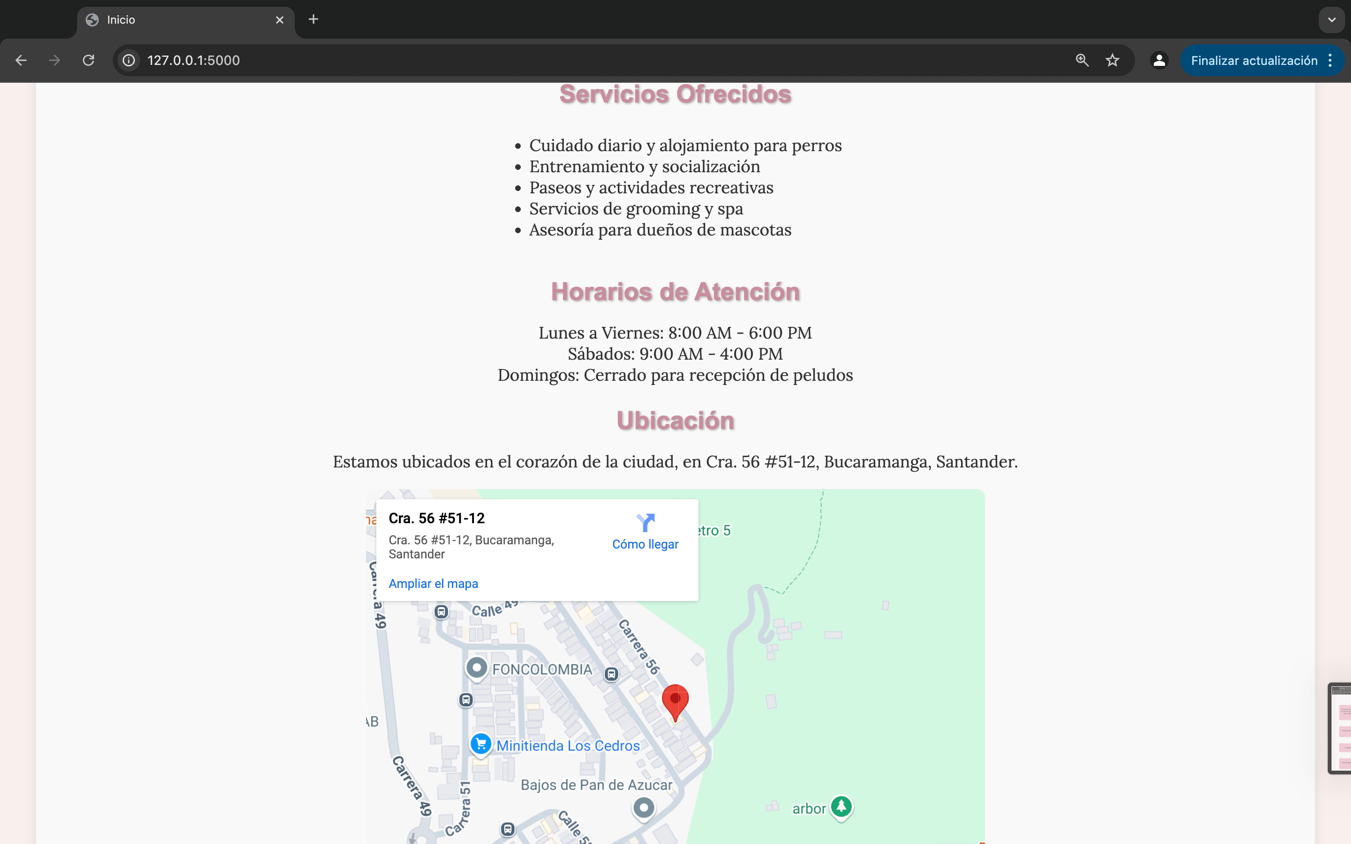 Inicio
127.0.0.1:5000
Finalizar actualización
Servicios Ofrecidos
Cuidado diario y alojamiento para perros
Entrenamiento y socialización
Paseos y actividades recreativas
Servicios de grooming y spa
Asesoría para dueños de mascotas
Horarios de Atención
Lunes a Viernes: 8:00 AM - 6:00 PM
Sábados: 9:00 AM - 4:00 PM
Domingos: Cerrado para recepción de peludos
Ubicación
Estamos ubicados en el corazón de la ciudad, en Cra. 56 #51-12, Bucaramanga, Santander.
Cra. 56 #51-12
Cra. 56 #51-12, Bucaramanga,
Santander
Cómo llegar
Ampliar el mapa
etro 5
Carrera 49
Calle 49
Carrera 56
FONCOLOMBIA
AB
Minitienda Los Cedros
Carrera 49
Carrera 51
Bajos de Pan de Azucar
Calle
arbor